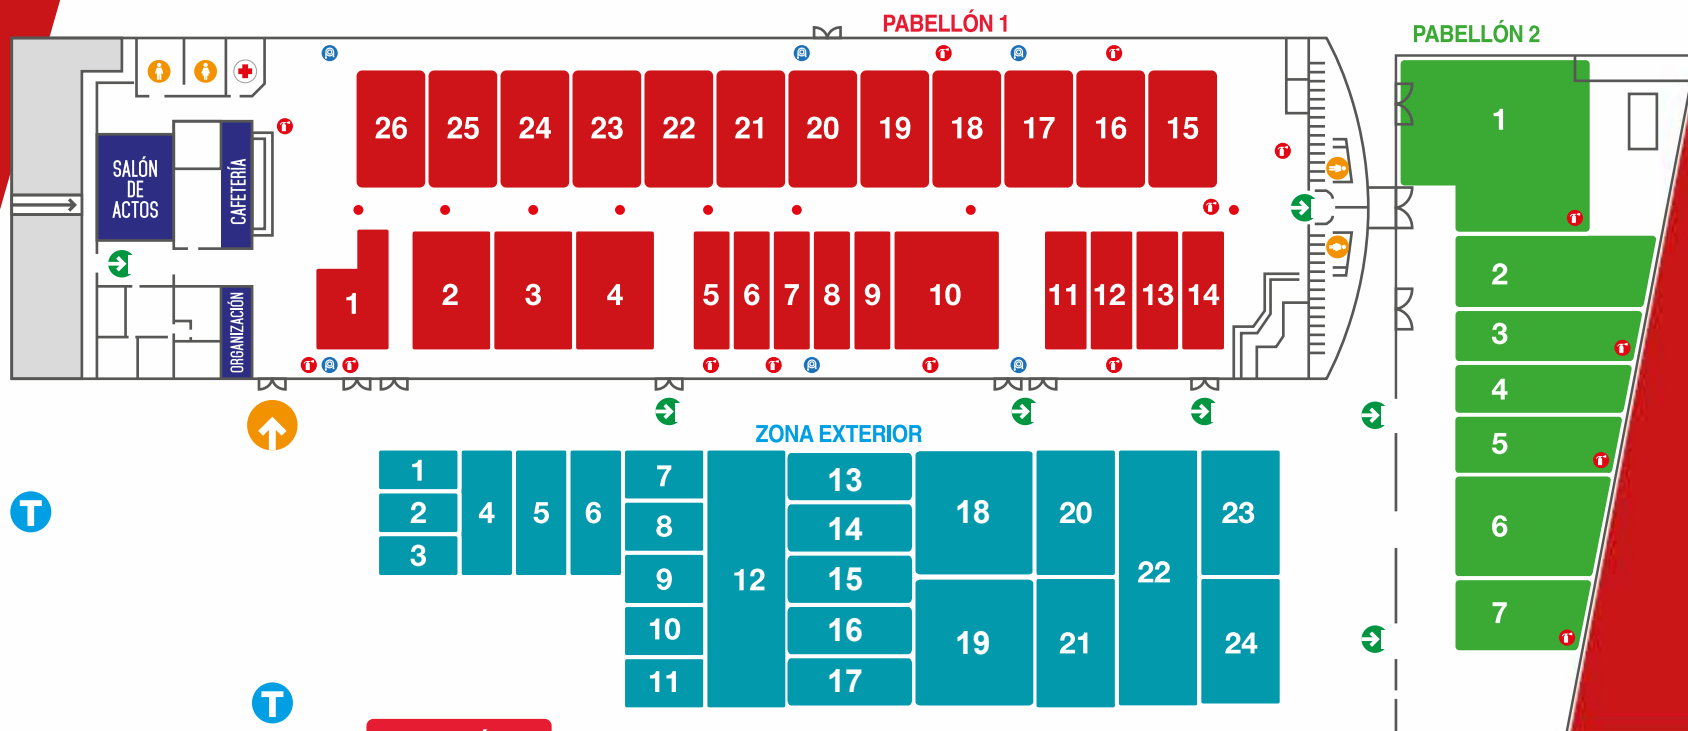 PABELLÓN 1
PABELLÓN 2
26 25 24 23 22 21 20 19 18 17 16 15
SALÓN
DE
ACTOS
CAFETERÍA
ORGANIZACIÓN
1 2 3 4 5 6 7 8 9 10 11 12 13 14
1
2
3
4
5
6
7
ZONA EXTERIOR
1
2
3
4 5 6
7
8
9
10
11
12
13
14
15
16
17
18
19
20
21
22
23
24
T
T